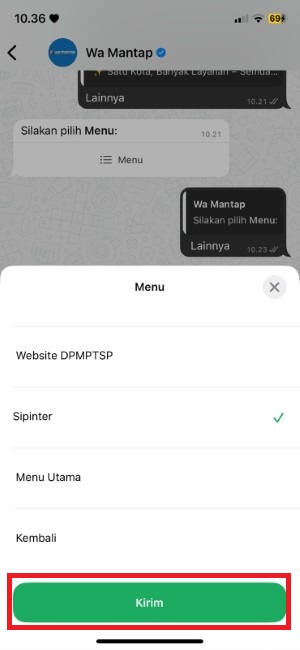 10.36
69
Wa Mantap
✨ Satu Kota, Banyak Layanan – Semua...
Lainnya
10.21
Silakan pilih Menu:
10.21
Menu
Wa Mantap
Silakan pilih Menu:
Lainnya
10.23
Menu
Website DPMPTSP
Sipinter
Menu Utama
Kembali
Kirim